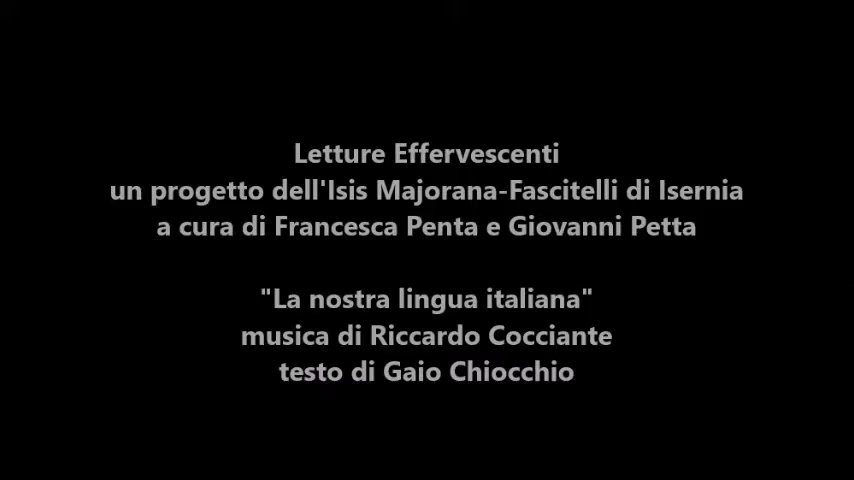 Letture Effervescenti
un progetto dell'Isis Majorana-Fascitelli di Isernia
a cura di Francesca Penta e Giovanni Petta
"La nostra lingua italiana"
musica di Riccardo Cocciante
testo di Gaio Chiocchio